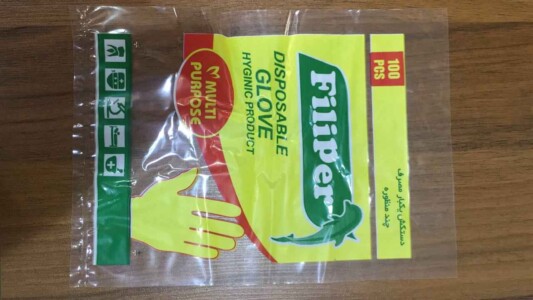 100
PCS
دستکش یکبار مصرف
چند منظوره
Filiper
DISPOSABLE
GLOVE
HYGINIC PRODUCT
MULTI
PURPOSE